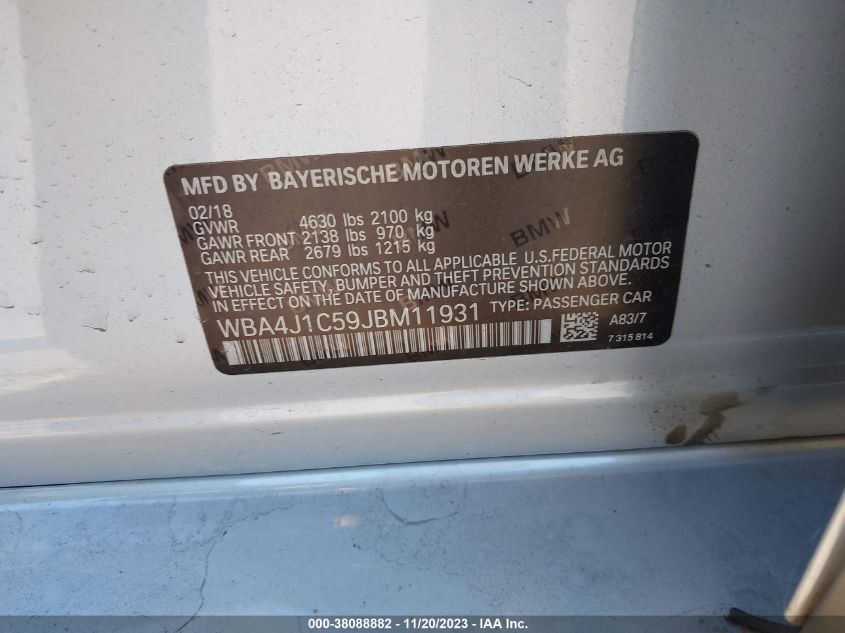 MFD BY BAYERISCHE MOTOREN WERKE AG
02/18
GVWR 4630 lbs 2100 kg
GAWR FRONT 2138 lbs 970 kg
GAWR REAR 2679 lbs 1215 kg
THIS VEHICLE CONFORMS TO ALL APPLICABLE U.S.FEDERAL MOTOR
VEHICLE SAFETY, BUMPER AND THEFT PREVENTION STANDARDS
IN EFFECT ON THE DATE OF MANUFACTURE SHOWN ABOVE.
WBA4J1C59JBM11931 TYPE: PASSENGER CAR
A83/7
7 315 814
BMW
000-38088882 - 11/20/2023 - IAA Inc.